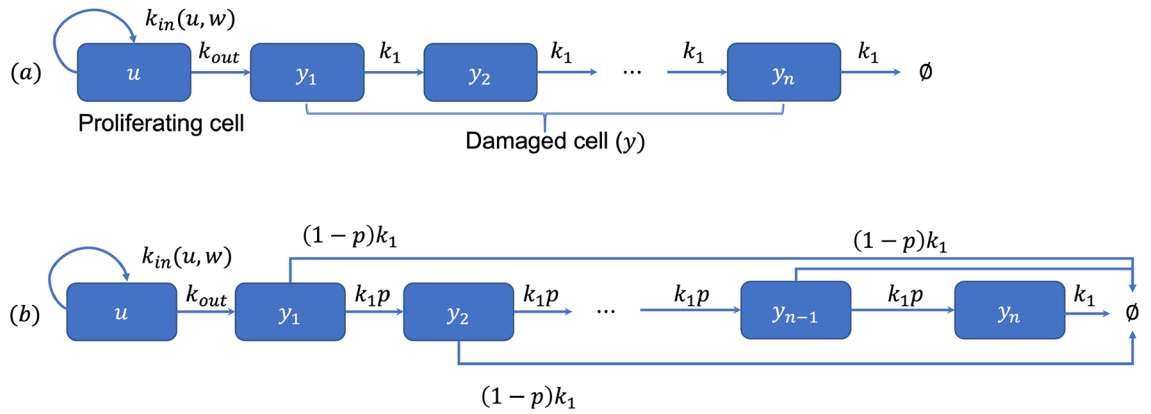 k_in(u, w)
(a) u k_out y_1 k_1 y_2 k_1 ⋯ k_1 y_n k_1 ∅
Proliferating cell
Damaged cell (y)
(1 − p)k_1 (1 − p)k_1
k_in(u, w)
(b) u k_out y_1 k_1p y_2 k_1p ⋯ k_1p y_{n−1} k_1p y_n k_1 ∅
(1 − p)k_1